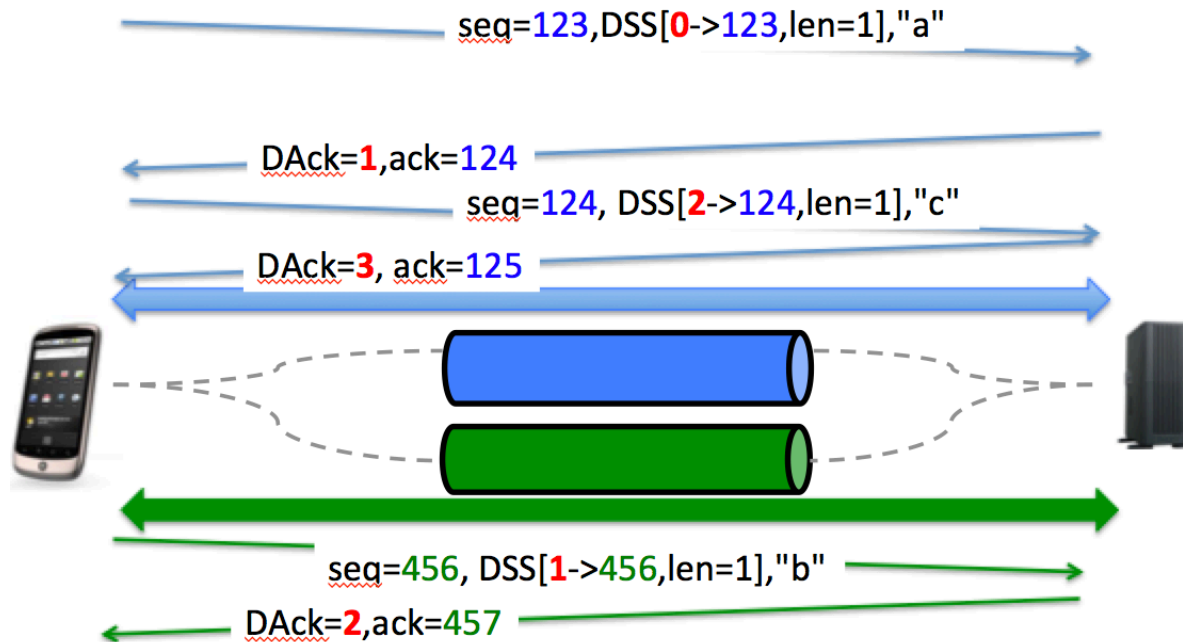 seq=123,DSS[0->123,len=1],"a"
DAck=1,ack=124
seq=124, DSS[2->124,len=1],"c"
DAck=3, ack=125
seq=456, DSS[1->456,len=1],"b"
DAck=2,ack=457